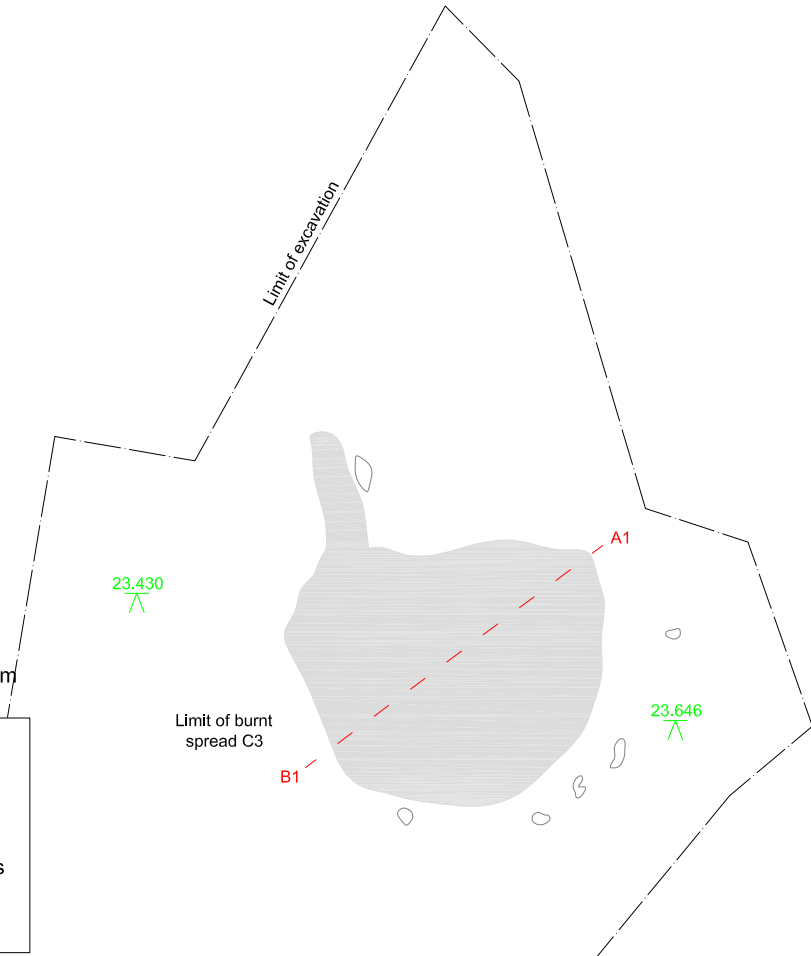 Limit of excavation
A1
23.430
m
23.646
Limit of burnt
spread C3
B1
s